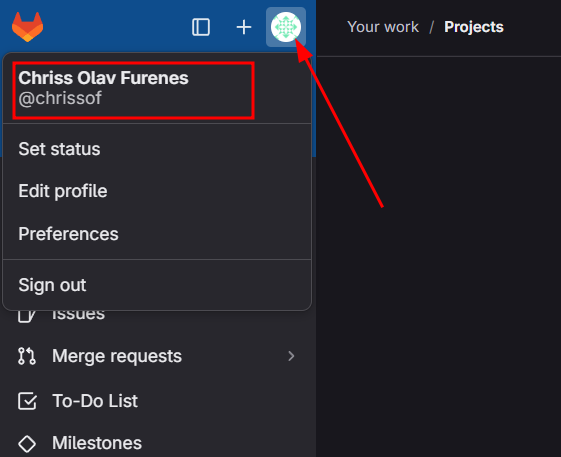 Your work / Projects
Chriss Olav Furenes
@chrissof
Set status
Edit profile
Preferences
Sign out
Issues
Merge requests
To-Do List
Milestones